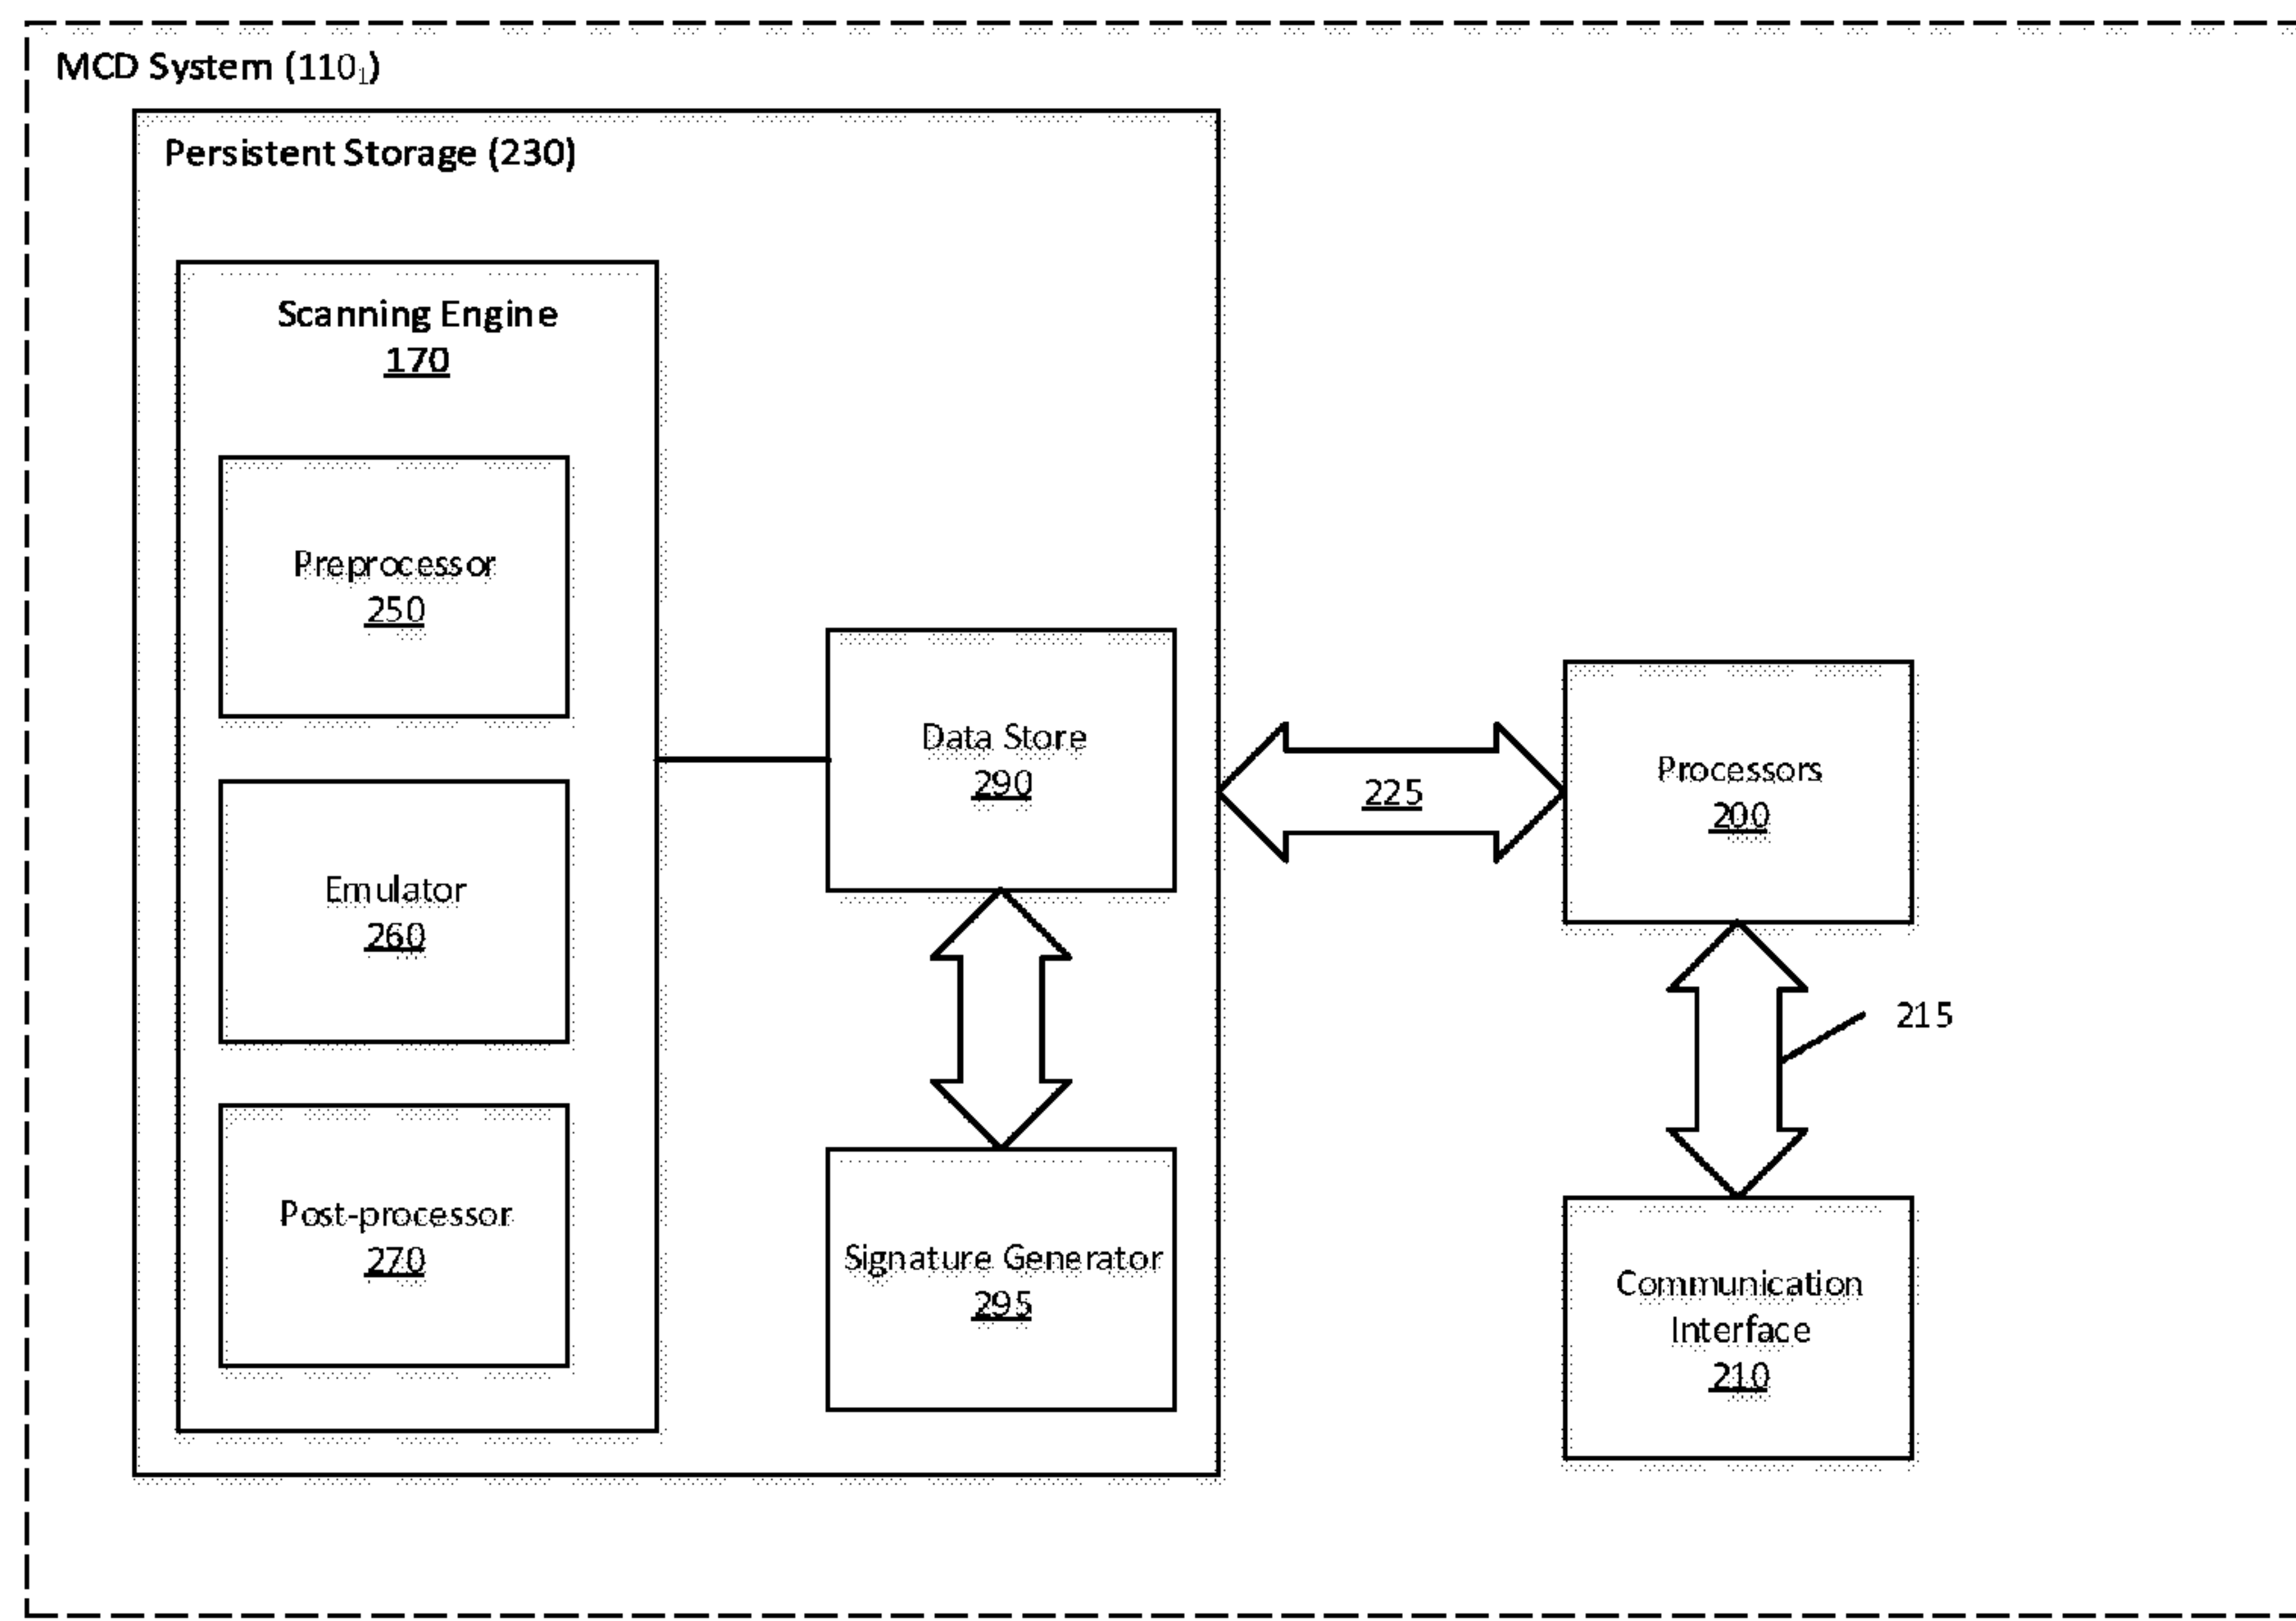 MCD System (110₁)
Persistent Storage (230)
Scanning Engine
170
Preprocessor
250
Emulator
260
Post-processor
270
Data Store
290
Signature Generator
295
225
Processors
200
215
Communication
Interface
210